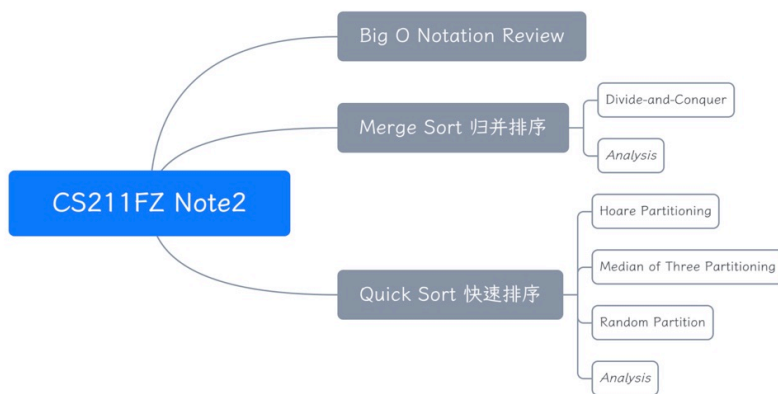 CS211FZ Note2
Big O Notation Review
Merge Sort 归并排序
Divide-and-Conquer
Analysis
Quick Sort 快速排序
Hoare Partitioning
Median of Three Partitioning
Random Partition
Analysis